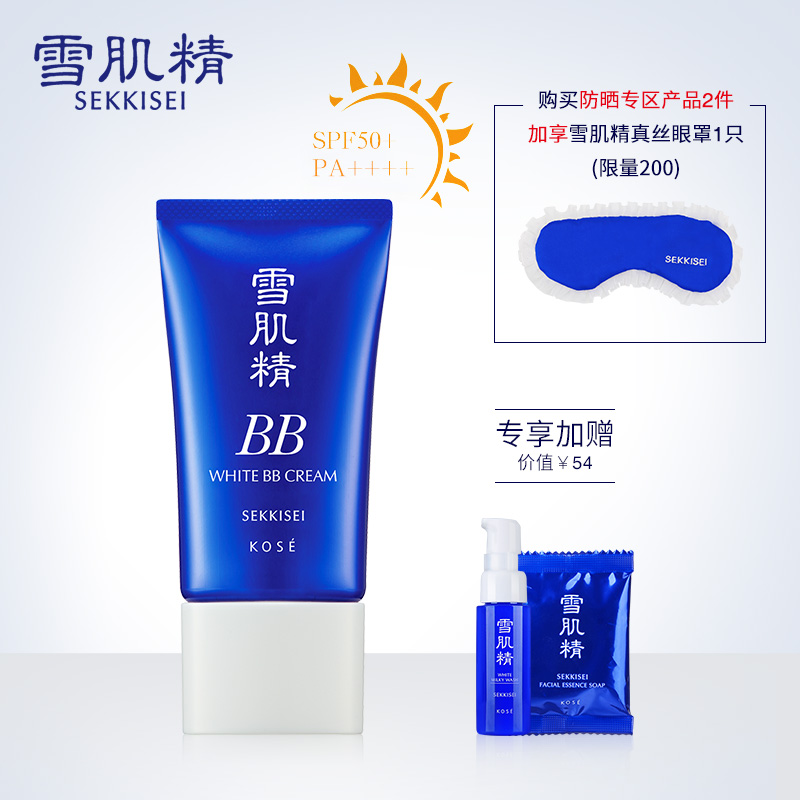 雪肌精
SEKKISEI
SPF50+
PA++++
购买防晒专区产品2件
加享雪肌精真丝眼罩1只
(限量200)
SEKKISEI
雪肌精
BB
WHITE BB CREAM
SEKKISEI
KOSÉ
专享加赠
价值￥54
雪肌精
WHITE
MILKY WASH
SEKKISEI
KOSÉ
雪肌精
SEKKISEI
FACIAL ESSENCE SOAP
KOSÉ